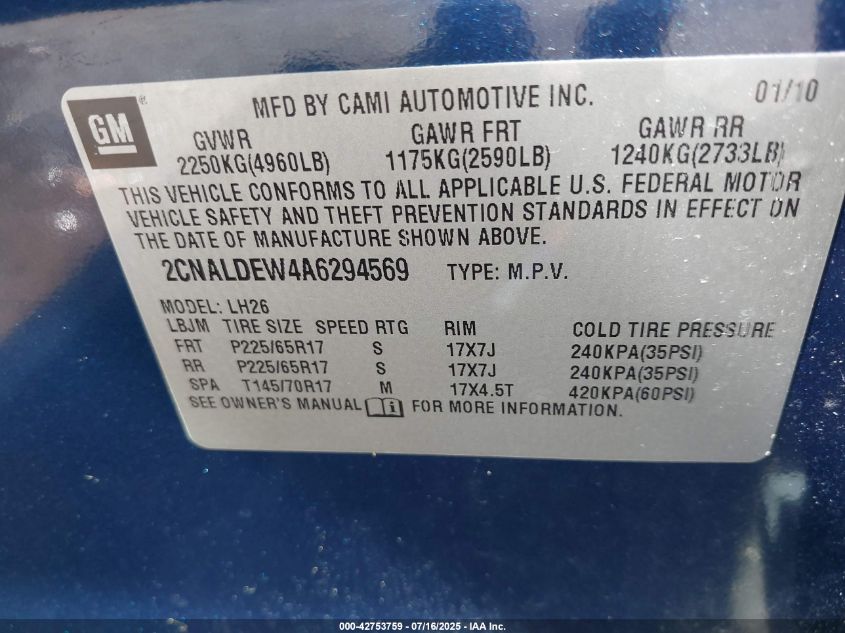 GM ®
MFD BY CAMI AUTOMOTIVE INC. 01/10
GVWR GAWR FRT GAWR RR
2250KG(4960LB) 1175KG(2590LB) 1240KG(2733LB)
THIS VEHICLE CONFORMS TO ALL APPLICABLE U.S. FEDERAL MOTOR
VEHICLE SAFETY AND THEFT PREVENTION STANDARDS IN EFFECT ON
THE DATE OF MANUFACTURE SHOWN ABOVE.
2CNALDEW4A6294569 TYPE: M.P.V.
MODEL: LH26
LBJM TIRE SIZE SPEED RTG RIM COLD TIRE PRESSURE
FRT P225/65R17 S 17X7J 240KPA(35PSI)
RR P225/65R17 S 17X7J 240KPA(35PSI)
SPA T145/70R17 M 17X4.5T 420KPA(60PSI)
SEE OWNER'S MANUAL i FOR MORE INFORMATION.
000-42753759 / 07/16/2025 - IAA Inc.